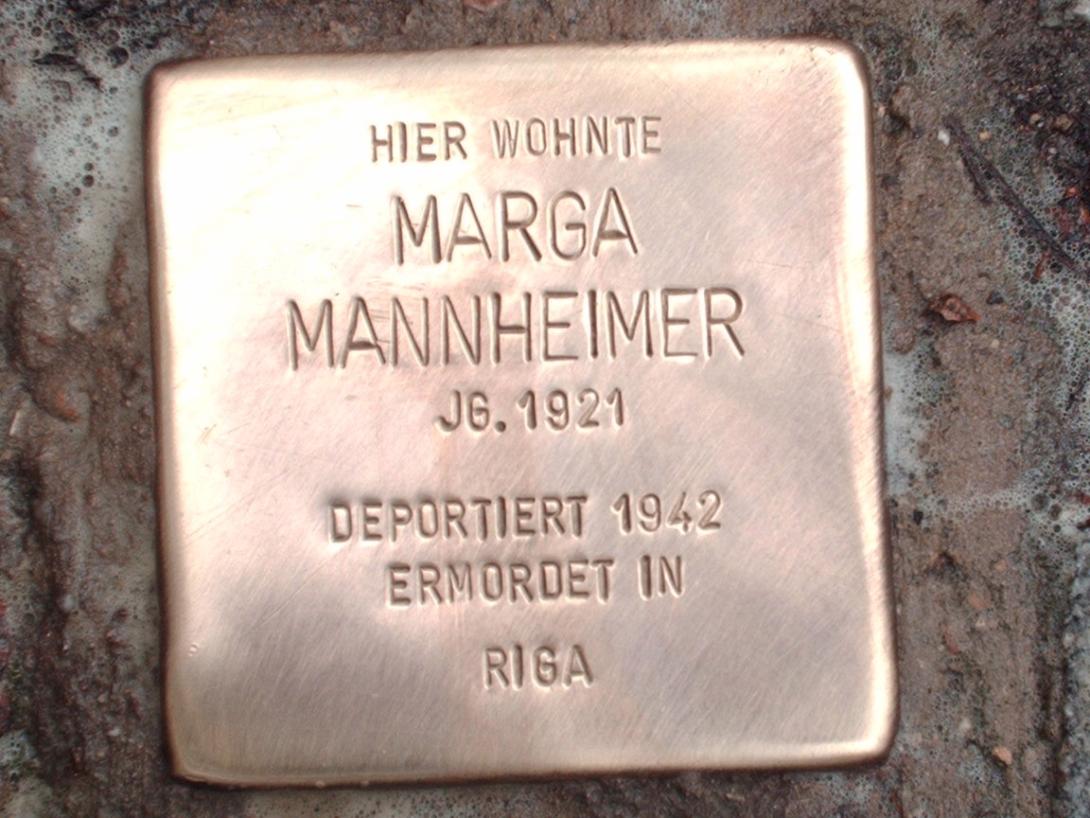 HIER WOHNTE
MARGA
MANNHEIMER
JG. 1921
DEPORTIERT 1942
ERMORDET IN
RIGA